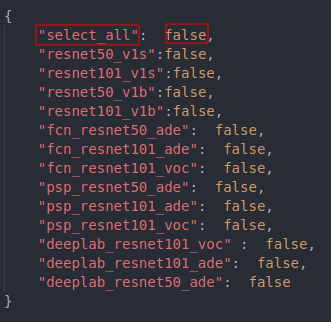 {
"select_all":  false,
"resnet50_v1s":false,
"resnet101_v1s":false,
"resnet50_v1b":false,
"resnet101_v1b":false,
"fcn_resnet50_ade":  false,
"fcn_resnet101_ade":  false,
"fcn_resnet101_voc":  false,
"psp_resnet50_ade":  false,
"psp_resnet101_ade":  false,
"psp_resnet101_voc":  false,
"deeplab_resnet101_voc" : false,
"deeplab_resnet101_ade":  false,
"deeplab_resnet50_ade":  false
}